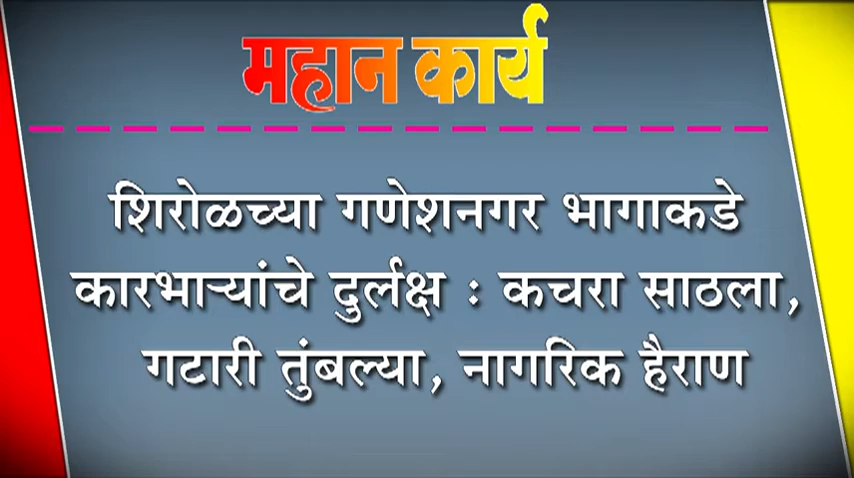 महान कार्य
शिरोळच्या गणेशनगर भागाकडे
कारभाऱ्यांचे दुर्लक्ष : कचरा साठला,
गटारी तुंबल्या, नागरिक हैराण